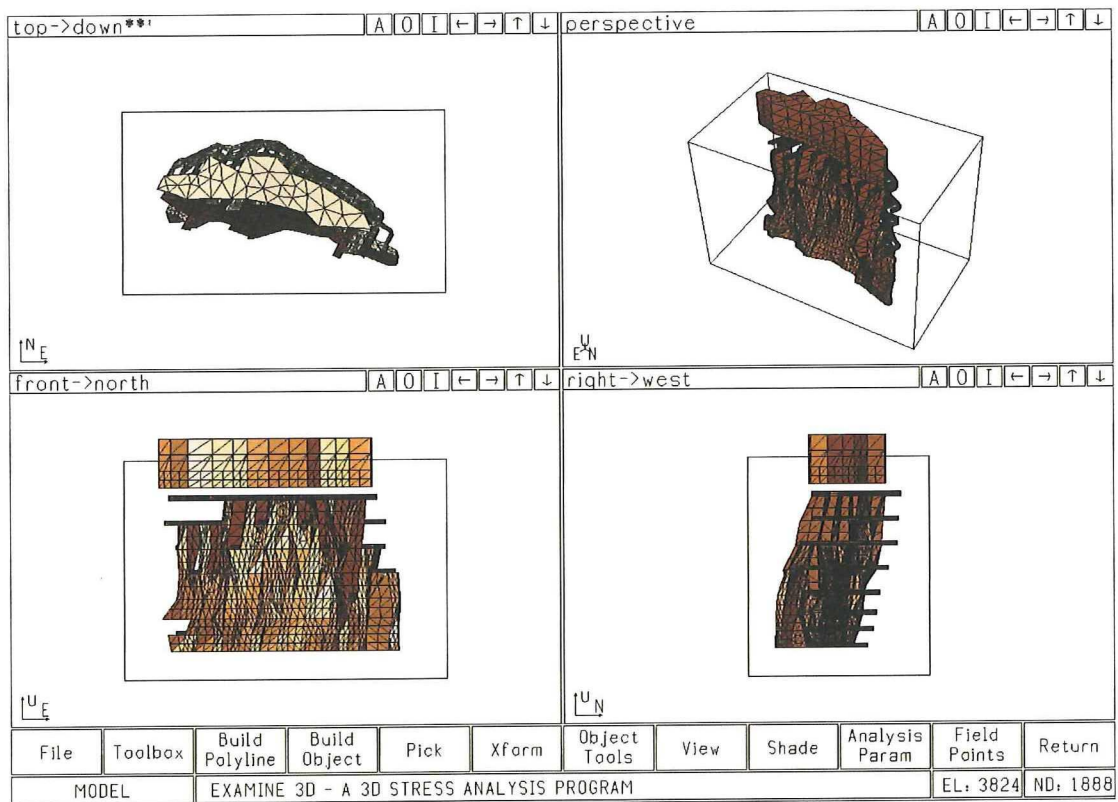 top->down**' A O I ← → ↑ ↓
perspective A O I ← → ↑ ↓
N E
E U N
front->north A O I ← → ↑ ↓
right->west A O I ← → ↑ ↓
U E
U N
File Toolbox Build Polyline Build Object Pick Xform Object Tools View Shade Analysis Param Field Points Return
MODEL EXAMINE 3D - A 3D STRESS ANALYSIS PROGRAM EL: 3824 ND: 1888